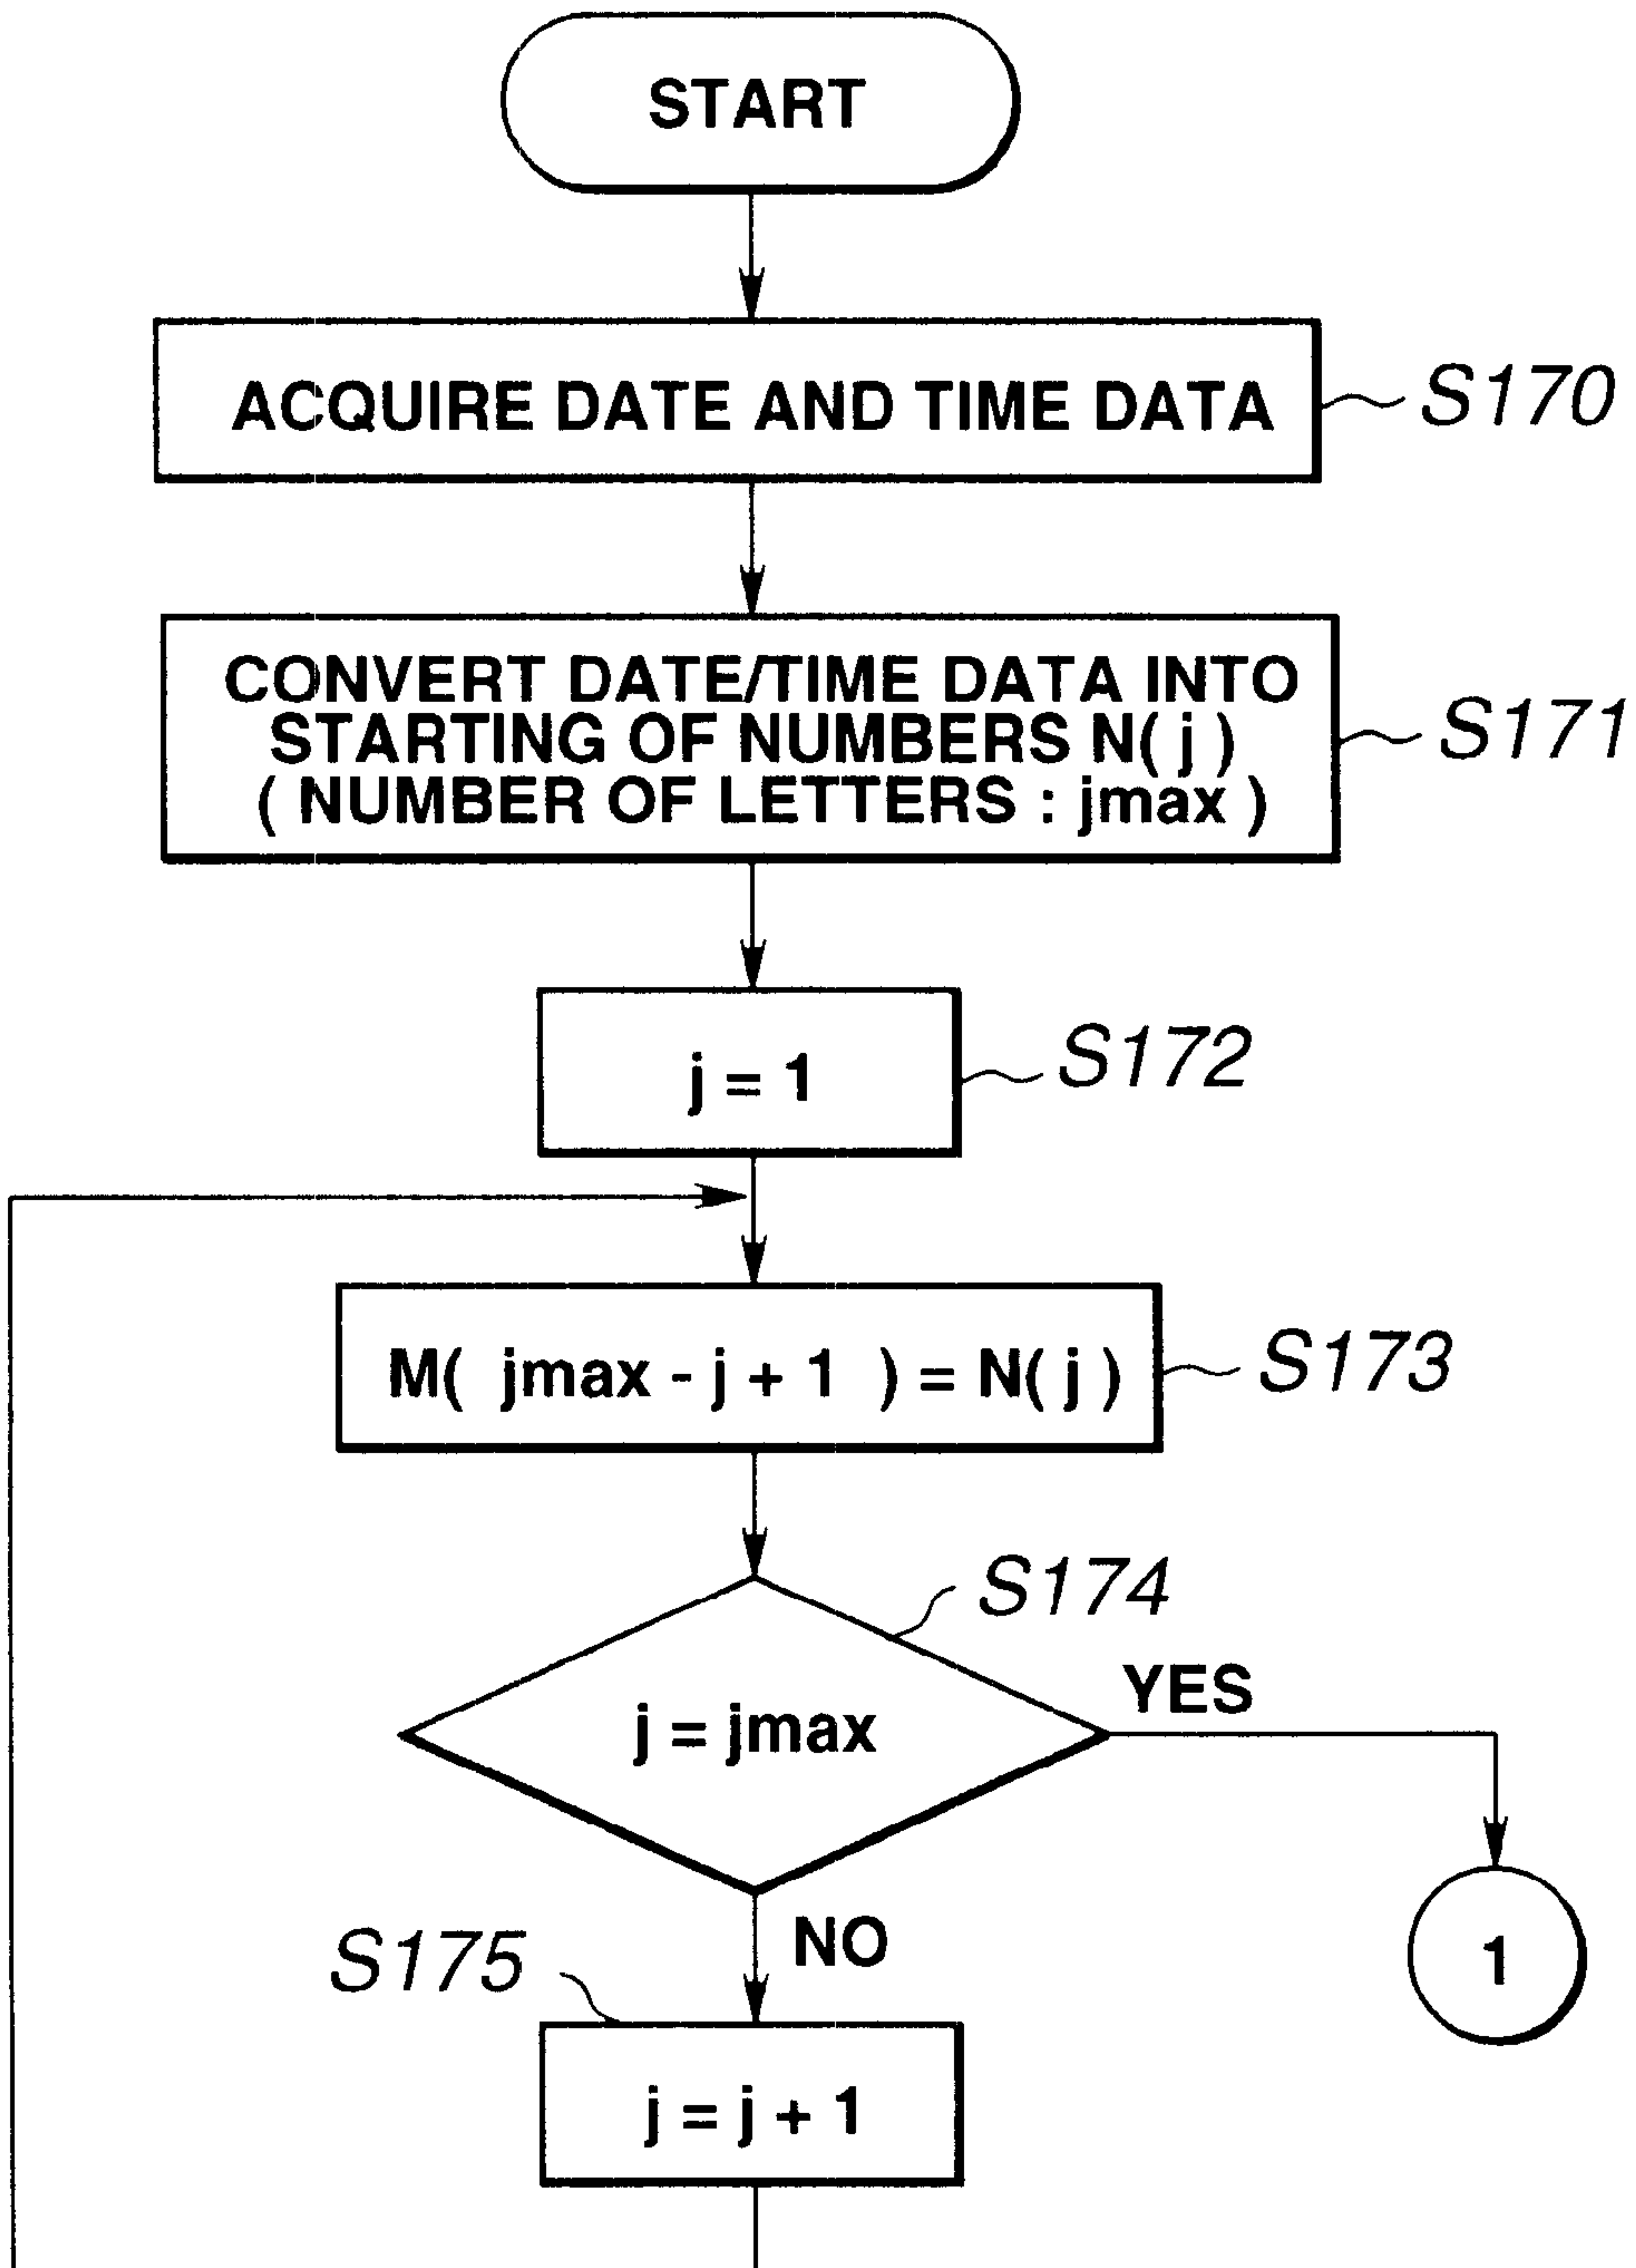 START
ACQUIRE DATE AND TIME DATA
S170
CONVERT DATE/TIME DATA INTO
STARTING OF NUMBERS N( j )
( NUMBER OF LETTERS : jmax )
S171
j = 1
S172
M( jmax - j + 1 ) = N( j )
S173
S174
j = jmax
YES
NO
1
S175
j = j + 1